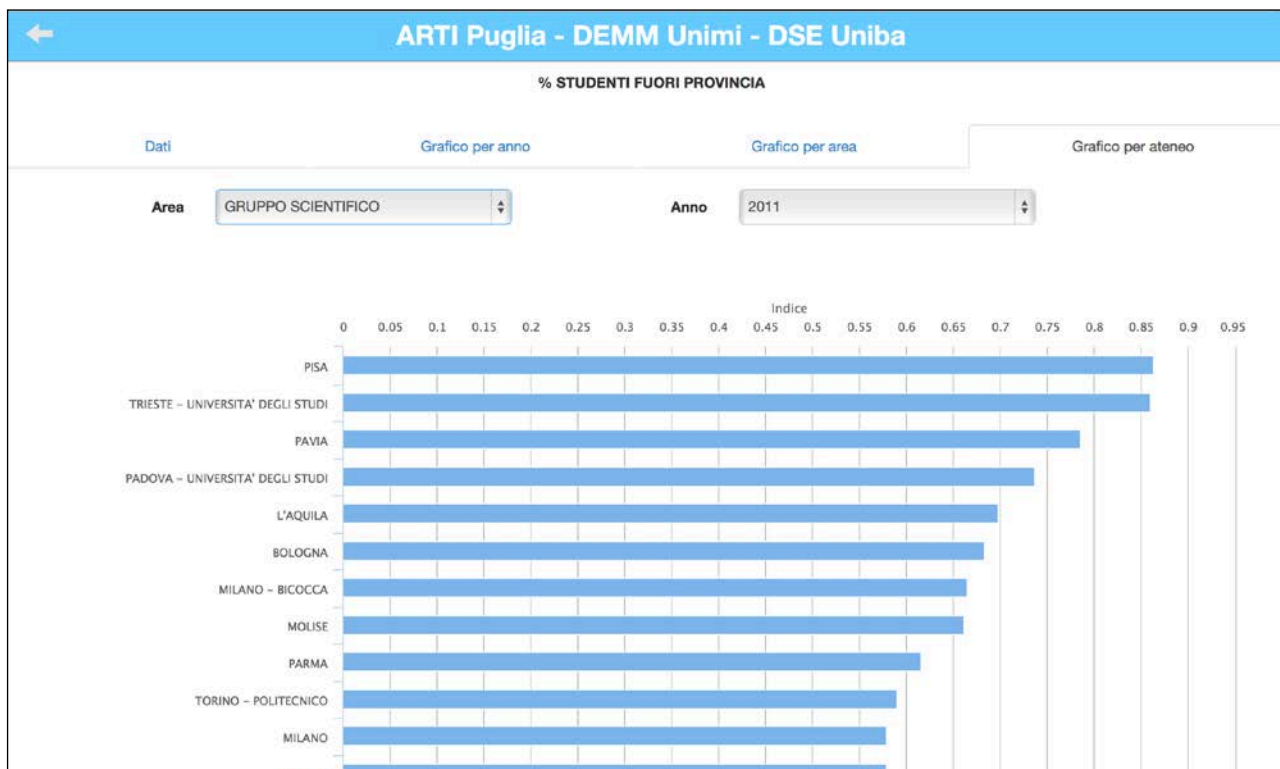 ARTI Puglia - DEMM Unimi - DSE Uniba
% STUDENTI FUORI PROVINCIA
Dati Grafico per anno Grafico per area Grafico per ateneo
Area GRUPPO SCIENTIFICO Anno 2011
Indice
0 0.05 0.1 0.15 0.2 0.25 0.3 0.35 0.4 0.45 0.5 0.55 0.6 0.65 0.7 0.75 0.8 0.85 0.9 0.95
PISA
TRIESTE – UNIVERSITA' DEGLI STUDI
PAVIA
PADOVA – UNIVERSITA' DEGLI STUDI
L'AQUILA
BOLOGNA
MILANO – BICOCCA
MOLISE
PARMA
TORINO – POLITECNICO
MILANO